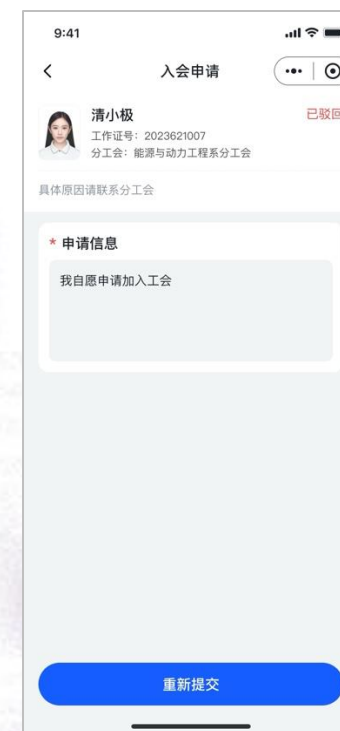 9:41
入会申请
清小极
已驳回
工作证号：2023621007
分工会：能源与动力工程系分工会
具体原因请联系分工会
* 申请信息
我自愿申请加入工会
重新提交